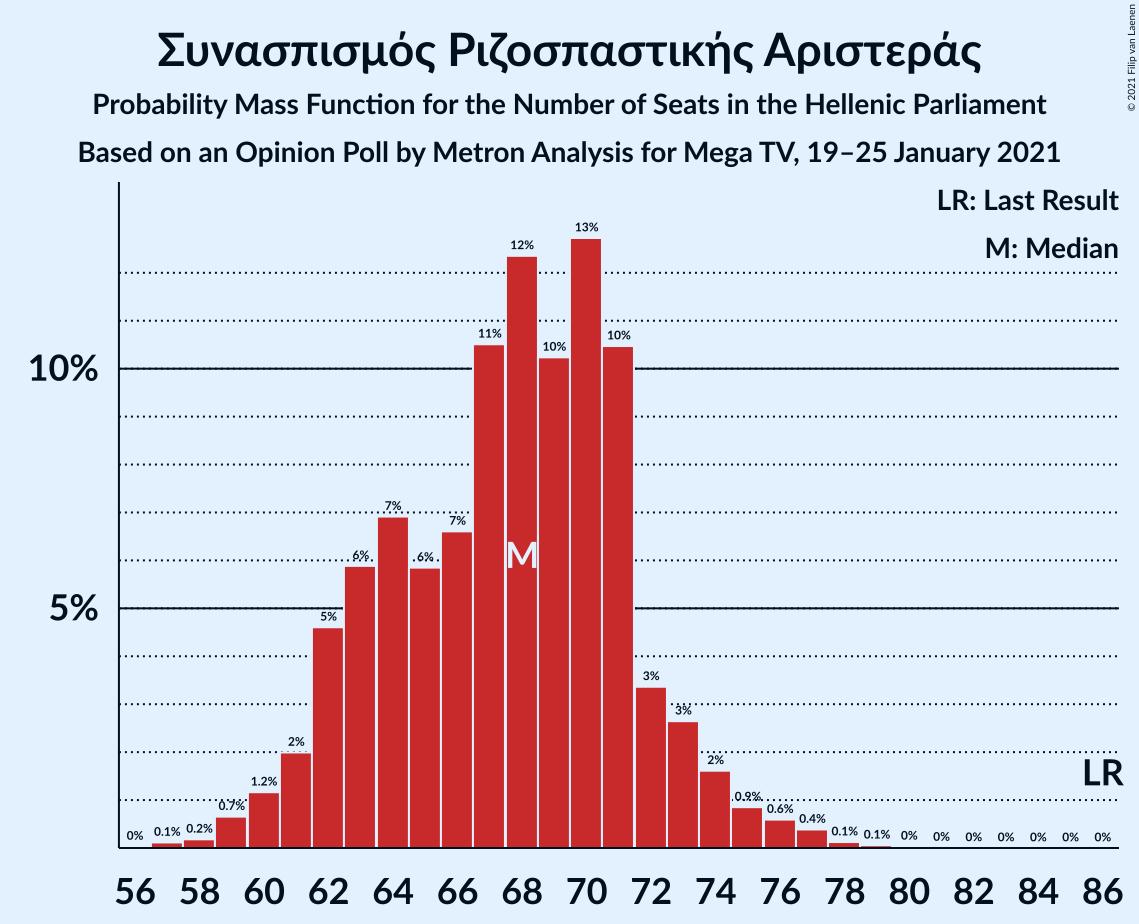 © 2021 Filip van Laenen
Συνασπισμός Ριζοσπαστικής Αριστεράς
Probability Mass Function for the Number of Seats in the Hellenic Parliament
Based on an Opinion Poll by Metron Analysis for Mega TV, 19–25 January 2021
LR: Last Result
M: Median
10%
5%
0% 0.1% 0.2% 0.7% 1.2% 2% 5% 6% 7% 6% 7% 11% 12% 10% 13% 10% 3% 3% 2% 0.9% 0.6% 0.4% 0.1% 0.1% 0% 0% 0% 0% 0% 0% 0%
M
LR
56 58 60 62 64 66 68 70 72 74 76 78 80 82 84 86